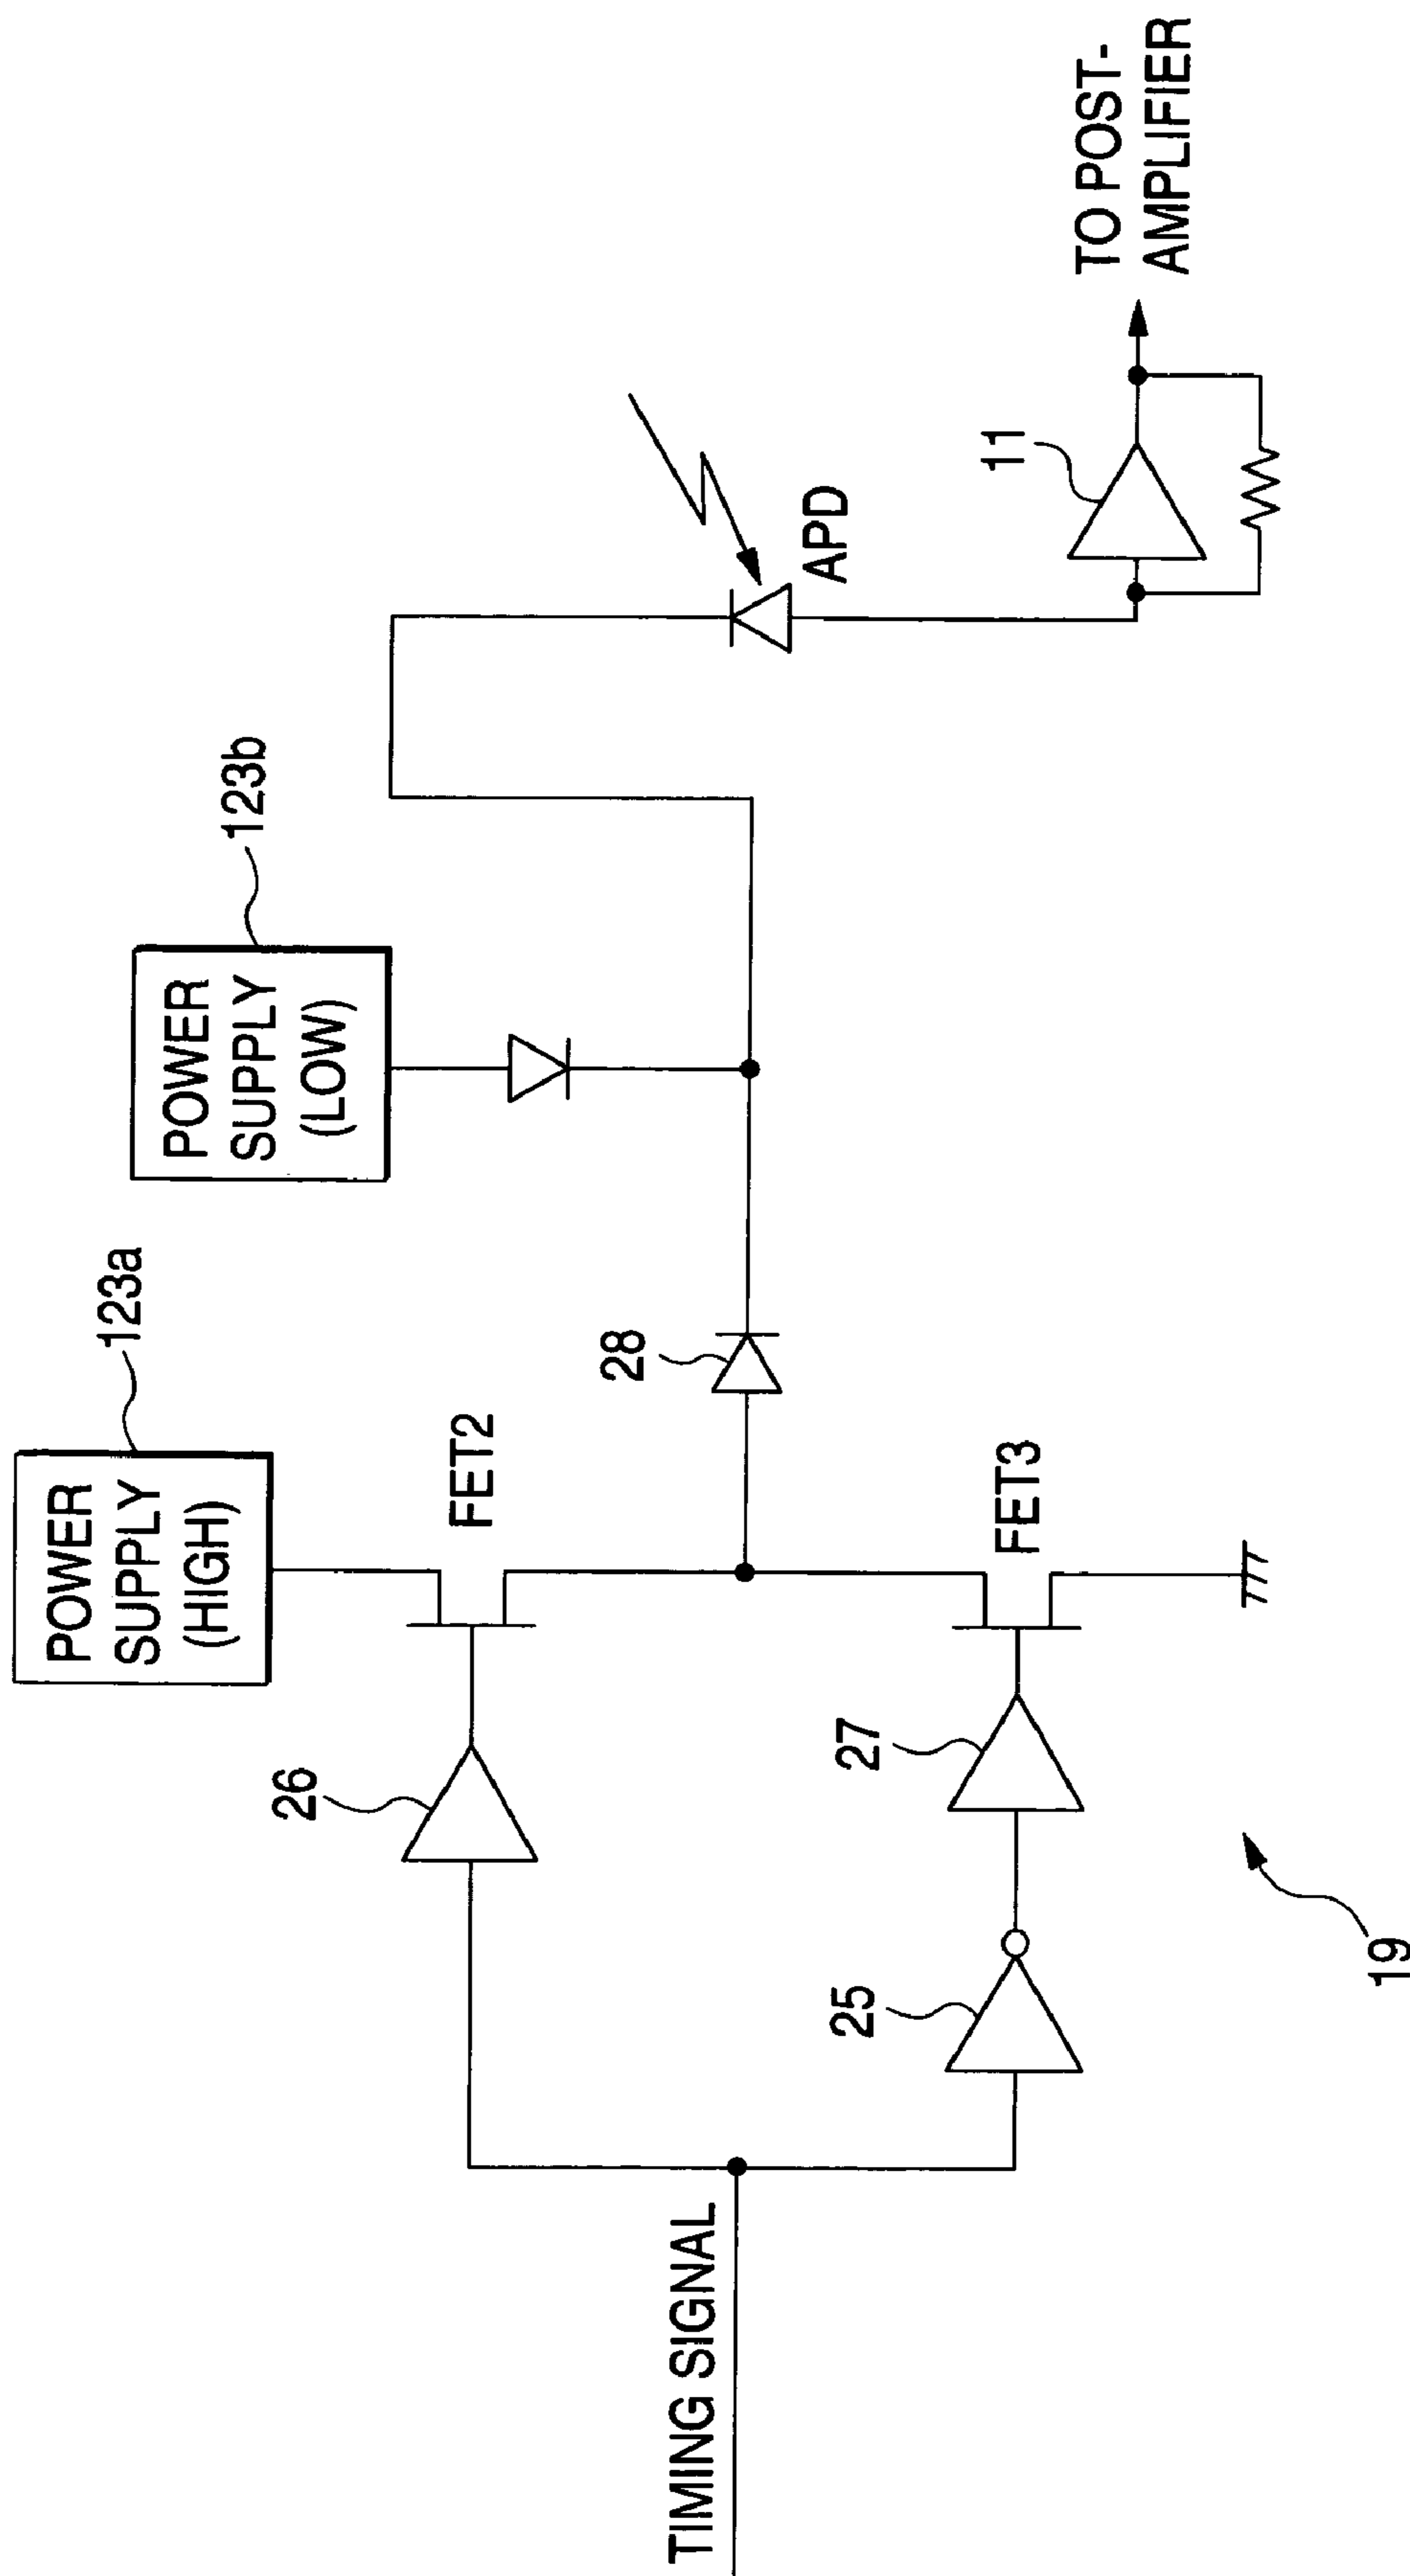 POWER
SUPPLY
(HIGH)
123a
POWER
SUPPLY
(LOW)
123b
26
FET2
28
APD
11
TO POST-
AMPLIFIER
TIMING SIGNAL
25
27
FET3
19